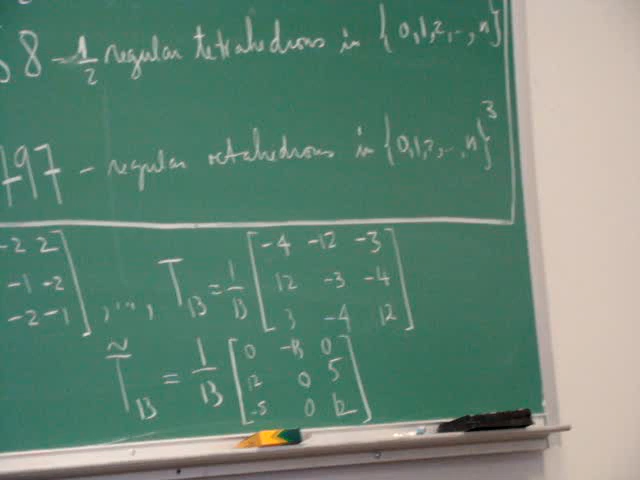 8 - 1/2 regular tetrahedrons in {0,1,2,..,n}
797 - regular octahedrons in {0,1,2,..,n}³
-2 2 ] T₁₃ = 1/13 [ -4 -12 -3
-1 -2 12 -3 -4
-2 -1 ] , ..., 3 -4 12 ]
T̃₁₃ = 1/13 [ 0 -13 0
12 0 5
-5 0 12 ]